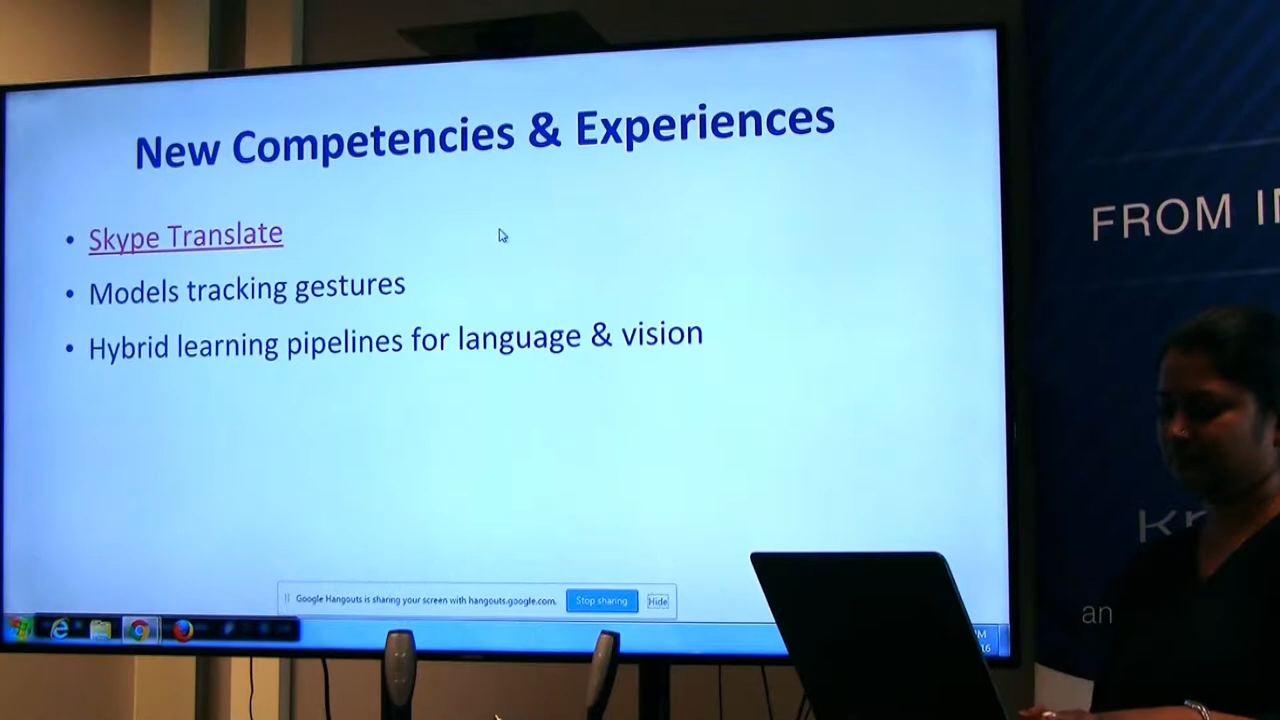 New Competencies & Experiences
• Skype Translate
• Models tracking gestures
• Hybrid learning pipelines for language & vision
Google Hangouts is sharing your screen with hangouts.google.com.
Stop sharing
Hide
FROM
an